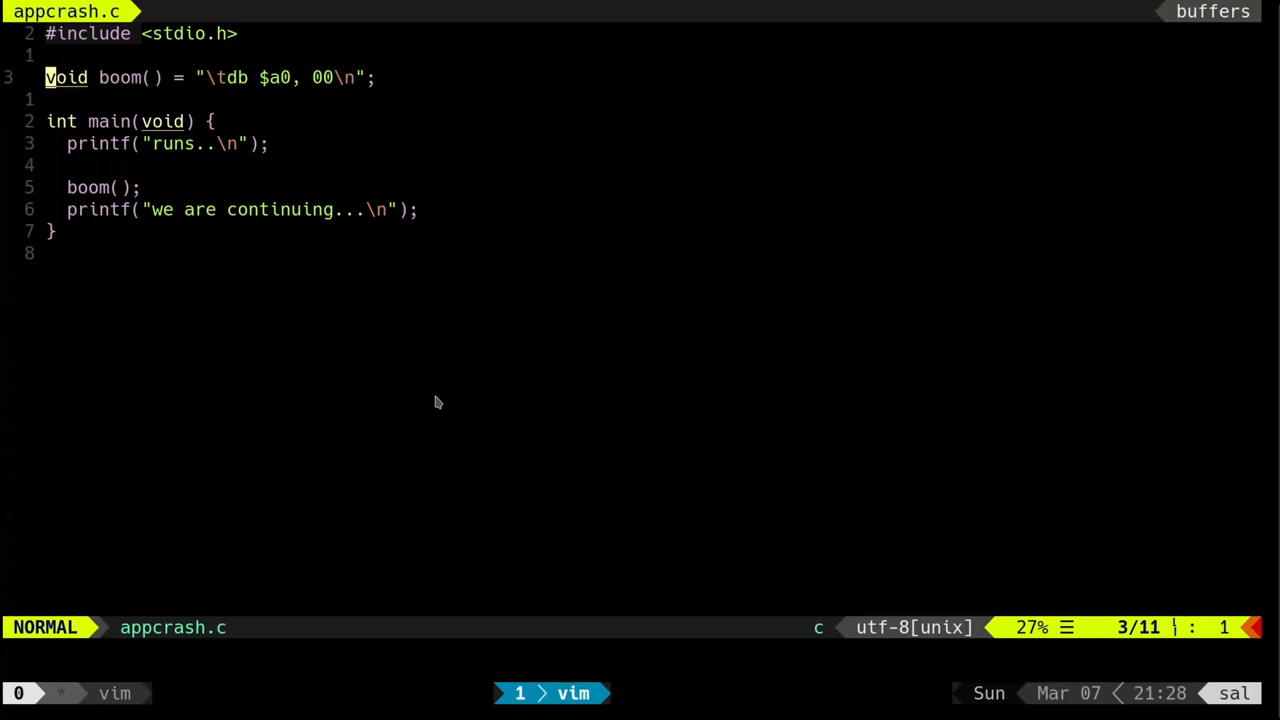 appcrash.c buffers
2 #include <stdio.h>
1
3 void boom() = "\tdb $a0, 00\n";
1
2 int main(void) {
3   printf("runs..\n");
4
5   boom();
6   printf("we are continuing...\n");
7 }
8
NORMAL appcrash.c c utf-8[unix] 27% ☰ 3/11 : 1
0 * vim 1 vim Sun Mar 07 21:28 sal